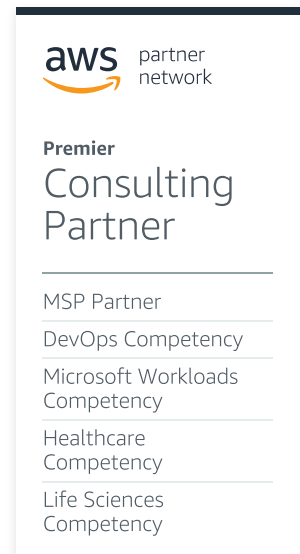 aws partner
network
Premier
Consulting
Partner
MSP Partner
DevOps Competency
Microsoft Workloads
Competency
Healthcare
Competency
Life Sciences
Competency